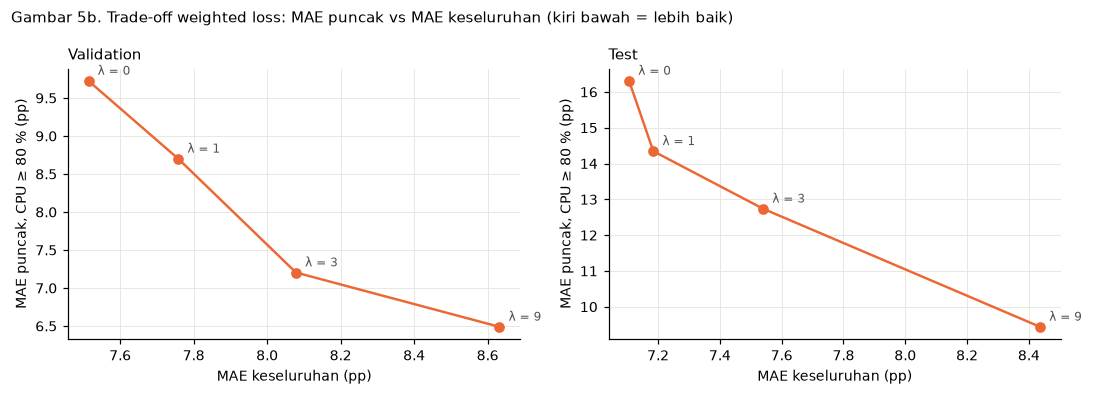 Gambar 5b. Trade-off weighted loss: MAE puncak vs MAE keseluruhan (kiri bawah = lebih baik)
Validation
λ = 0
λ = 1
λ = 3
λ = 9
9.5
9.0
8.5
8.0
7.5
7.0
6.5
MAE puncak, CPU ≥ 80 % (pp)
7.6
7.8
8.0
8.2
8.4
8.6
MAE keseluruhan (pp)
Test
λ = 0
λ = 1
λ = 3
λ = 9
16
15
14
13
12
11
10
MAE puncak, CPU ≥ 80 % (pp)
7.2
7.4
7.6
7.8
8.0
8.2
8.4
MAE keseluruhan (pp)